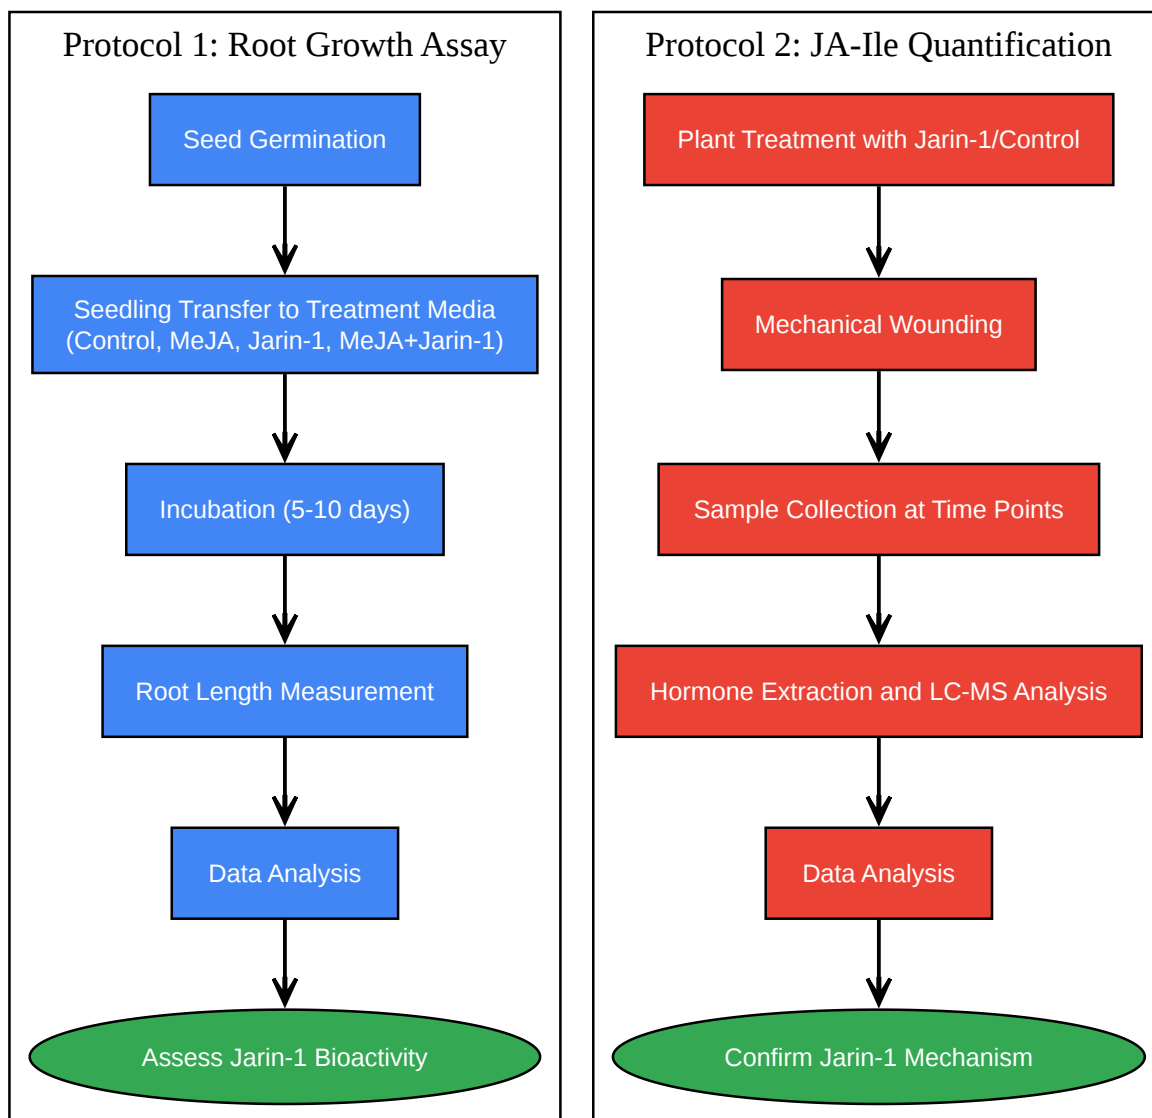 Protocol 1: Root Growth Assay
Seed Germination
Seedling Transfer to Treatment Media
(Control, MeJA, Jarin-1, MeJA+Jarin-1)
Incubation (5-10 days)
Root Length Measurement
Data Analysis
Assess Jarin-1 Bioactivity
Protocol 2: JA-Ile Quantification
Plant Treatment with Jarin-1/Control
Mechanical Wounding
Sample Collection at Time Points
Hormone Extraction and LC-MS Analysis
Data Analysis
Confirm Jarin-1 Mechanism